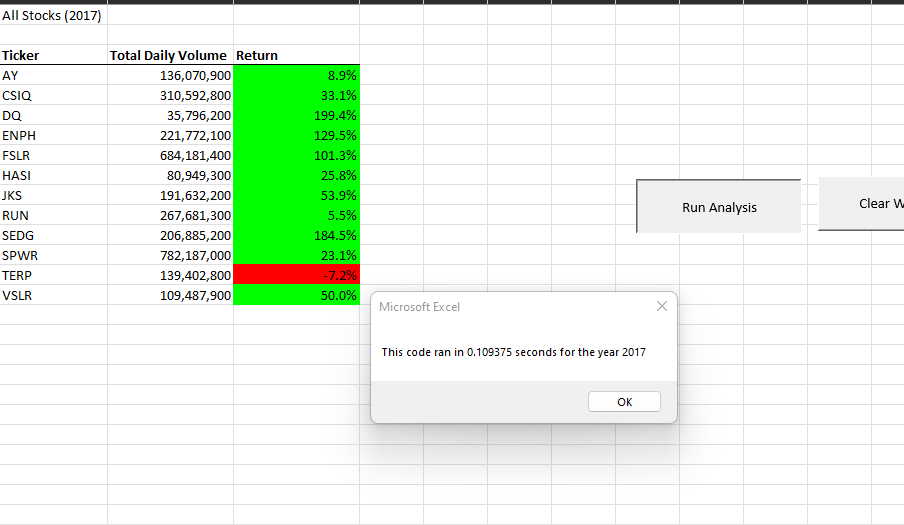 All Stocks (2017)
Ticker Total Daily Volume Return
AY 136,070,900 8.9%
CSIQ 310,592,800 33.1%
DQ 35,796,200 199.4%
ENPH 221,772,100 129.5%
FSLR 684,181,400 101.3%
HASI 80,949,300 25.8%
JKS 191,632,200 53.9%
RUN 267,681,300 5.5%
SEDG 206,885,200 184.5%
SPWR 782,187,000 23.1%
TERP 139,402,800 -7.2%
VSLR 109,487,900 50.0%
Run Analysis
Clear W
Microsoft Excel
This code ran in 0.109375 seconds for the year 2017
OK